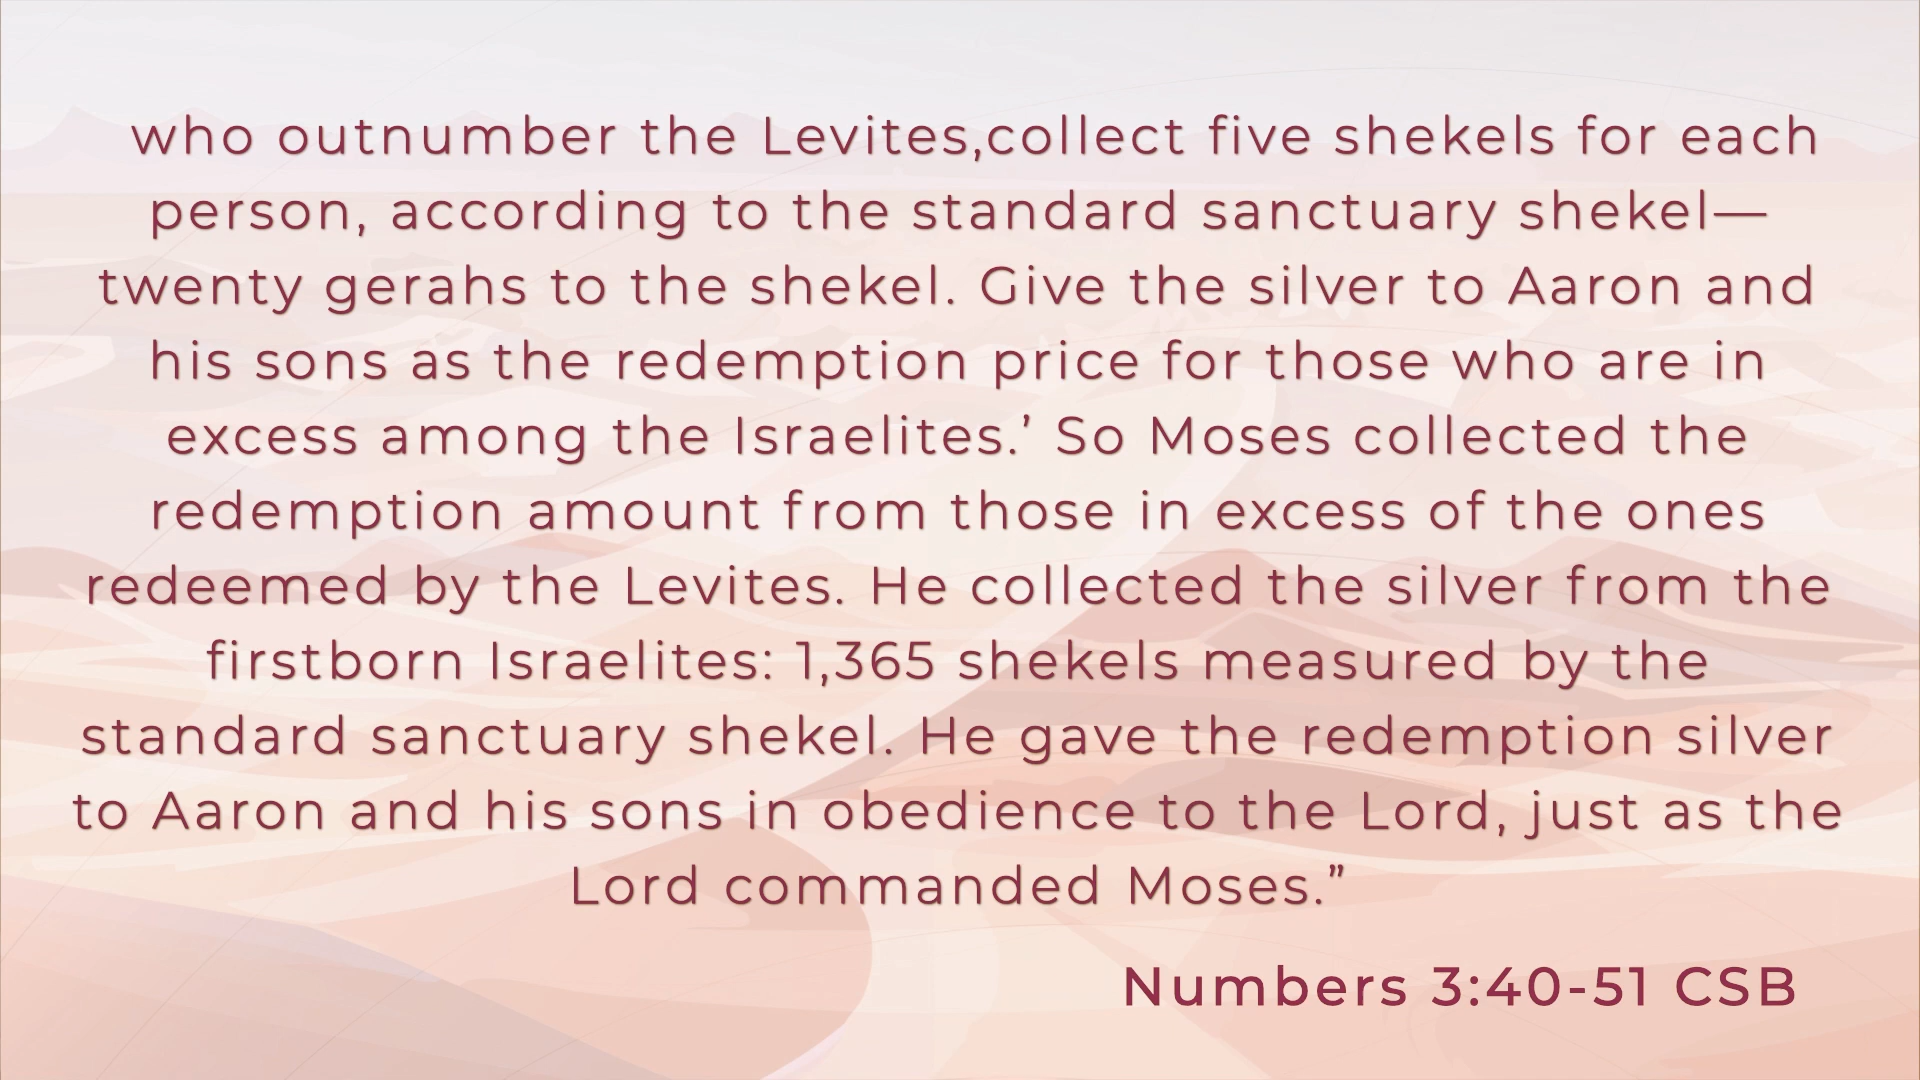 who outnumber the Levites,collect five shekels for each
person, according to the standard sanctuary shekel—
twenty gerahs to the shekel. Give the silver to Aaron and
his sons as the redemption price for those who are in
excess among the Israelites.’ So Moses collected the
redemption amount from those in excess of the ones
redeemed by the Levites. He collected the silver from the
firstborn Israelites: 1,365 shekels measured by the
standard sanctuary shekel. He gave the redemption silver
to Aaron and his sons in obedience to the Lord, just as the
Lord commanded Moses.”
Numbers 3:40-51 CSB